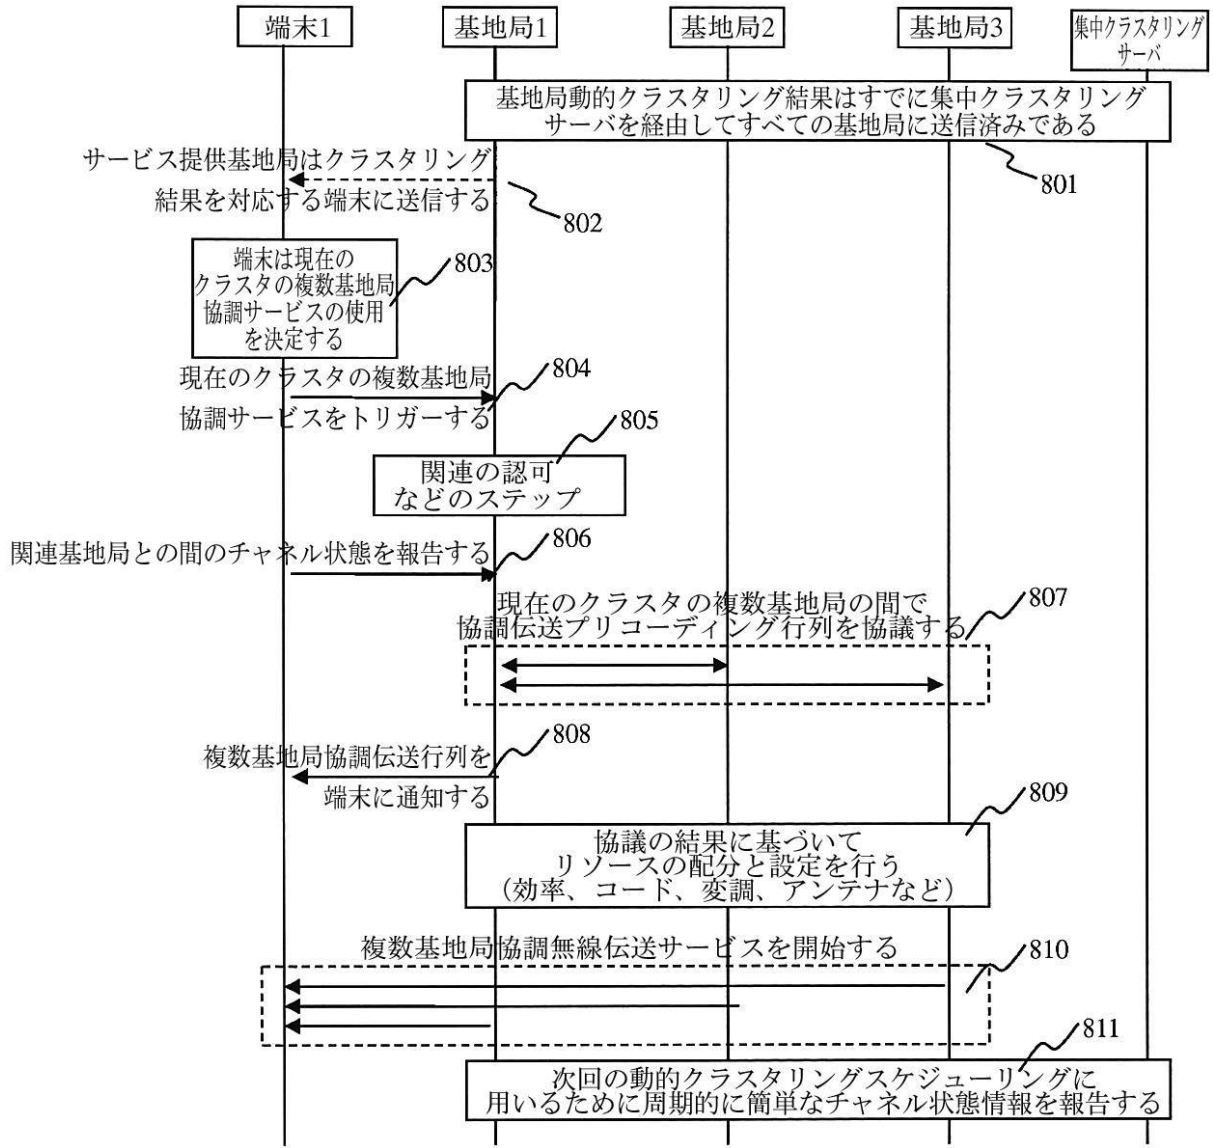 端末1
基地局1
基地局2
基地局3
集中クラスタリング
サーバ
基地局動的クラスタリング結果はすでに集中クラスタリング
サーバを経由してすべての基地局に送信済みである
801
サービス提供基地局はクラスタリング
結果を対応する端末に送信する
802
端末は現在の
クラスタの複数基地局
協調サービスの使用
を決定する
803
現在のクラスタの複数基地局
協調サービスをトリガーする
804
805
関連の認可
などのステップ
806
関連基地局との間のチャネル状態を報告する
807
現在のクラスタの複数基地局の間で
協調伝送プリコーディング行列を協議する
808
複数基地局協調伝送行列を
端末に通知する
809
協議の結果に基づいて
リソースの配分と設定を行う
（効率、コード、変調、アンテナなど）
複数基地局協調無線伝送サービスを開始する
810
811
次回の動的クラスタリングスケジューリングに
用いるために周期的に簡単なチャネル状態情報を報告する